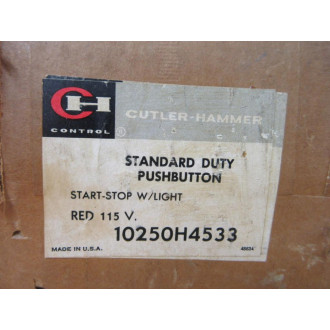 CH
CONTROL ®
CUTLER-HAMMER
STANDARD DUTY
PUSHBUTTON
START-STOP W/LIGHT
RED 115 V.
10250H4533
MADE IN U.S.A.